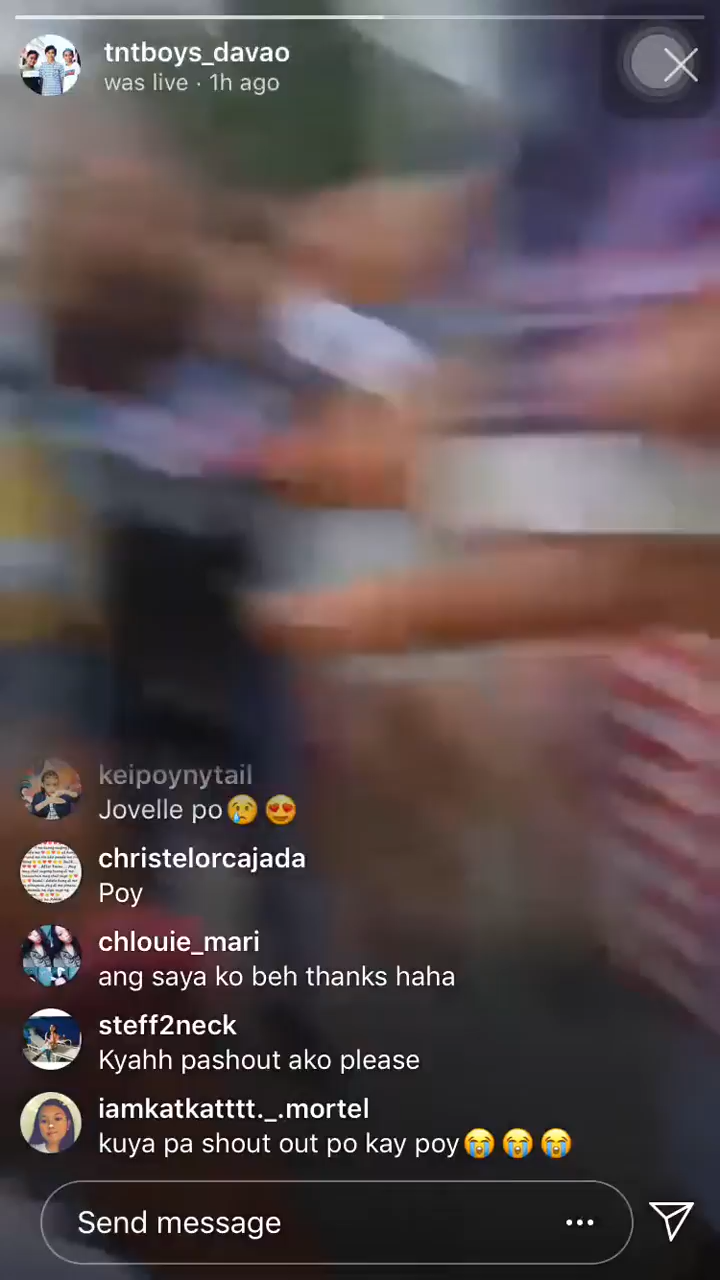 tntboys_davao
was live · 1h ago
keipoynytail
Jovelle po😢😍
christelorcajada
Poy
chlouie_mari
ang saya ko beh thanks haha
steff2neck
Kyahh pashout ako please
iamkatkatttt._.mortel
kuya pa shout out po kay poy😭😭😭
Send message